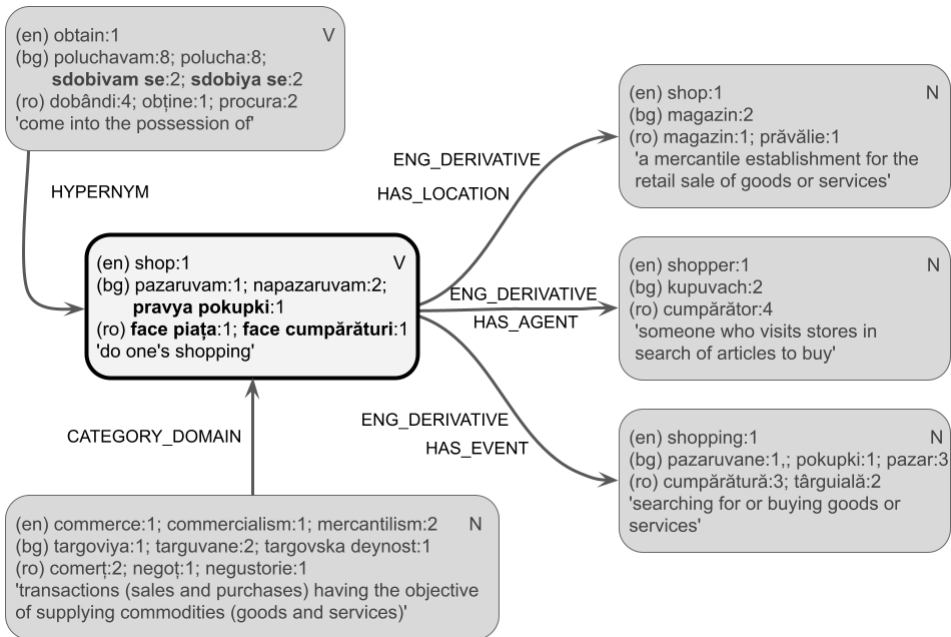 (en) obtain:1 V
(bg) poluchavam:8; polucha:8;
sdobivam se:2; sdobiya se:2
(ro) dobândi:4; obține:1; procura:2
'come into the possession of'
HYPERNYM
(en) shop:1 V
(bg) pazaruvam:1; napazaruvam:2;
pravya pokupki:1
(ro) face piața:1; face cumpărături:1
'do one's shopping'
CATEGORY_DOMAIN
(en) commerce:1; commercialism:1; mercantilism:2 N
(bg) targoviya:1; targuvane:2; targovska deynost:1
(ro) comerț:2; negoț:1; negustorie:1
'transactions (sales and purchases) having the objective
of supplying commodities (goods and services)'
ENG_DERIVATIVE
HAS_LOCATION
(en) shop:1 N
(bg) magazin:2
(ro) magazin:1; prăvălie:1
'a mercantile establishment for the
retail sale of goods or services'
ENG_DERIVATIVE
HAS_AGENT
(en) shopper:1 N
(bg) kupuvach:2
(ro) cumpărător:4
'someone who visits stores in
search of articles to buy'
ENG_DERIVATIVE
HAS_EVENT
(en) shopping:1 N
(bg) pazaruvane:1,; pokupki:1; pazar:3
(ro) cumpărătură:3; târguială:2
'searching for or buying goods or
services'